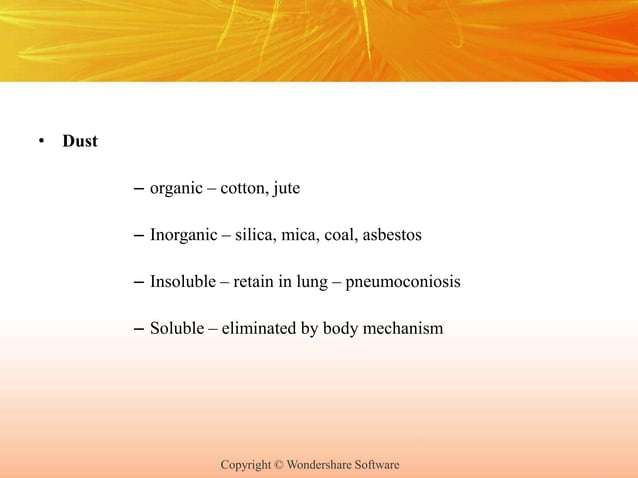 • Dust
– organic – cotton, jute
– Inorganic – silica, mica, coal, asbestos
– Insoluble – retain in lung – pneumoconiosis
– Soluble – eliminated by body mechanism
Copyright © Wondershare Software